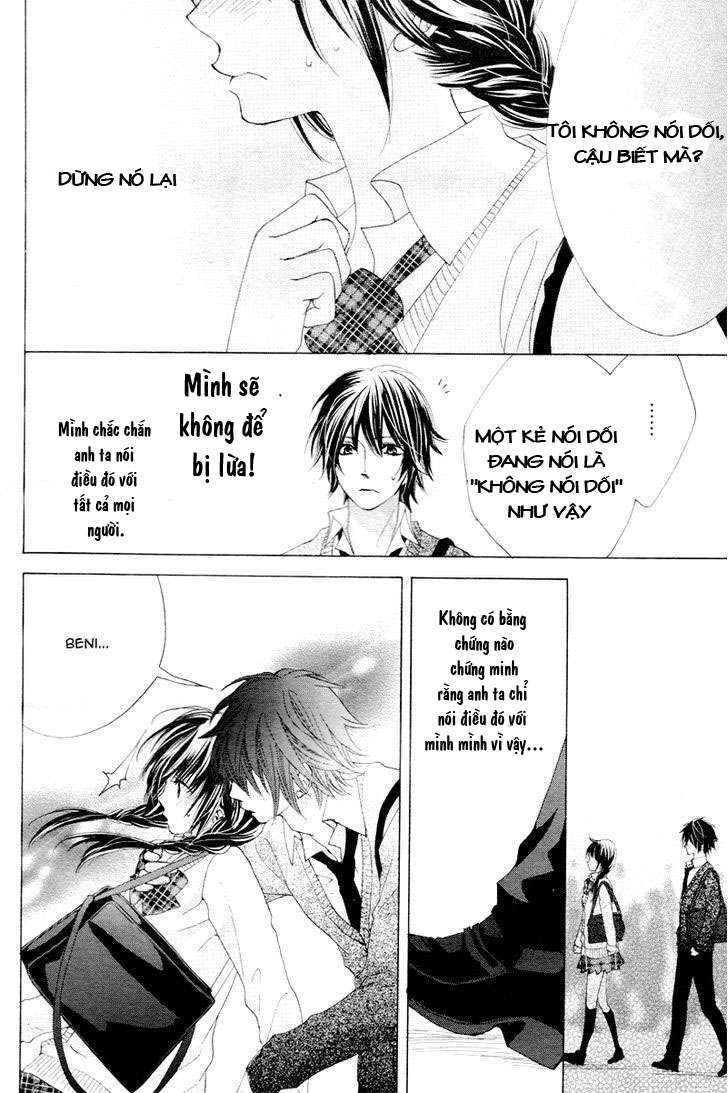 TÔI KHÔNG NÓI DỐI,
CẬU BIẾT MÀ?
DỪNG NÓ LẠI
MỘT KẺ NÓI DỐI
ĐANG NÓI LÀ
"KHÔNG NÓI DỐI"
NHƯ VẬY
Mình sẽ
không để
bị lừa!
Mình chắc chắn
anh ta nói
điều đó với
tất cả mọi
người.
Không có bằng
chứng nào
chứng minh
rằng anh ta chỉ
nói điều đó với
mình mình vì vậy...
BENI...